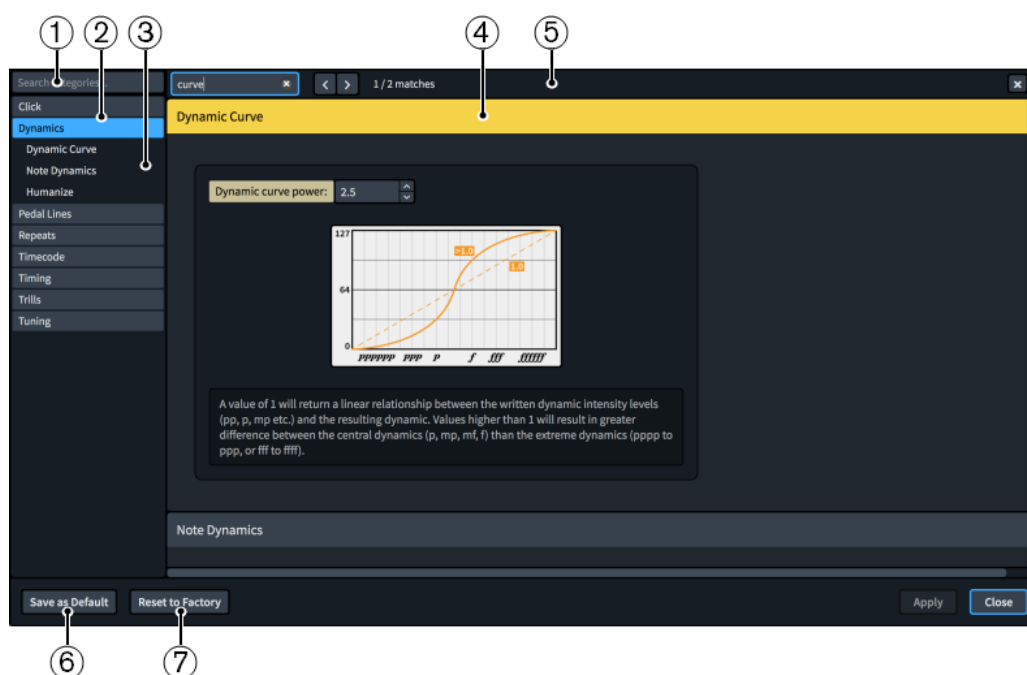 ① ② ③ ④ ⑤
Search categories...
curve
1 / 2 matches
Click
Dynamics
Dynamic Curve
Note Dynamics
Humanize
Pedal Lines
Repeats
Timecode
Timing
Trills
Tuning
Dynamic Curve
Dynamic curve power: 2.5
127
>1.0
1.0
64
0
pppppp ppp p f fff ffffff
A value of 1 will return a linear relationship between the written dynamic intensity levels
(pp, p, mp etc.) and the resulting dynamic. Values higher than 1 will result in greater
difference between the central dynamics (p, mp, mf, f) than the extreme dynamics (pppp to
ppp, or fff to ffff).
Note Dynamics
Save as Default
Reset to Factory
Apply
Close
⑥ ⑦